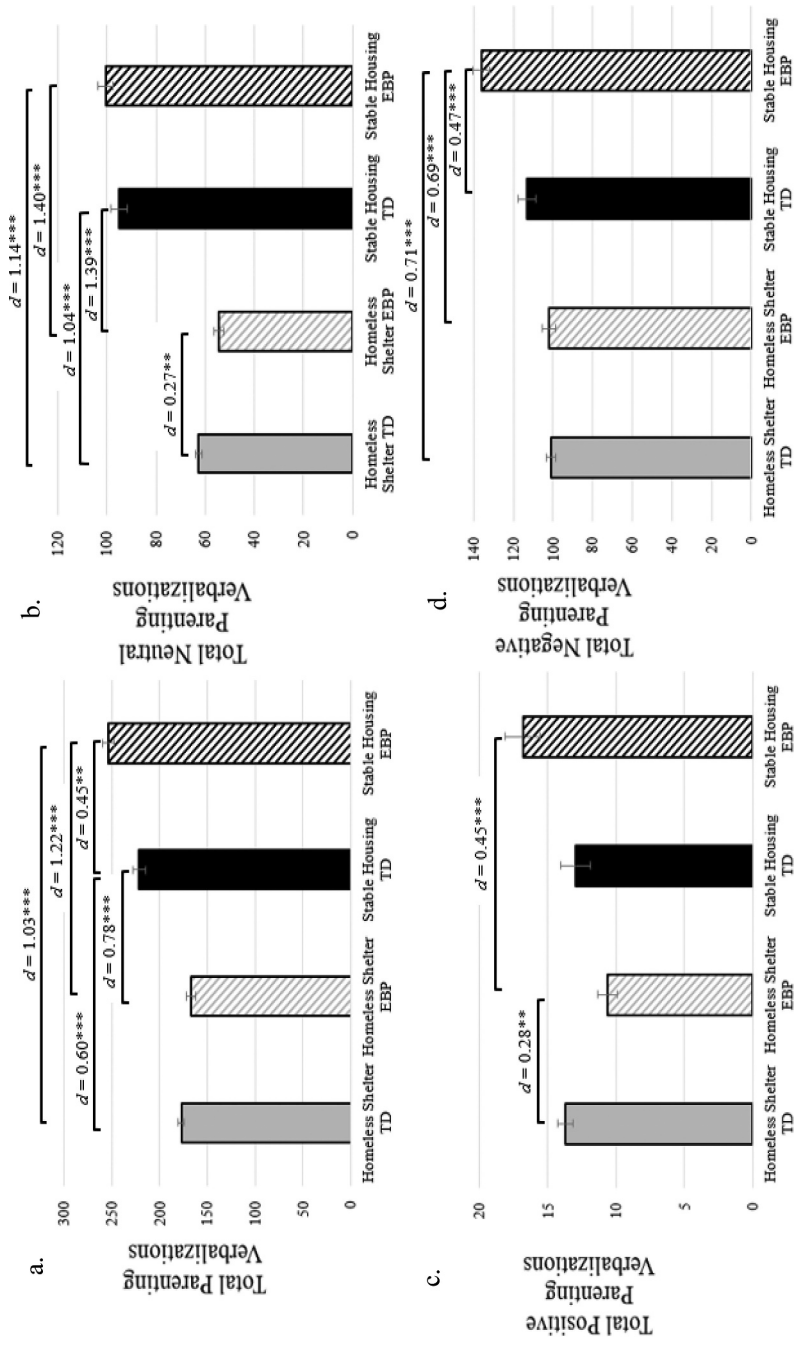 a.
Total Parenting
Verbalizations
300
250
200
150
100
50
0
d = 1.03***
d = 1.22***
d = 0.60***
d = 0.45**
d = 0.78***
Homeless Shelter
TD
Homeless Shelter
EBP
Stable Housing
TD
Stable Housing
EBP
b.
Total Neutral
Parenting
Verbalizations
120
100
80
60
40
20
0
d = 1.14***
d = 1.40***
d = 1.04***
d = 1.39***
d = 0.27**
Homeless
Shelter TD
Homeless
Shelter EBP
Stable Housing
TD
Stable Housing
EBP
c.
Total Positive
Parenting
Verbalizations
20
15
10
5
0
d = 0.45***
d = 0.28**
Homeless Shelter
TD
Homeless Shelter
EBP
Stable Housing
TD
Stable Housing
EBP
d.
Total Negative
Parenting
Verbalizations
140
120
100
80
60
40
20
0
d = 0.71***
d = 0.69***
d = 0.47***
Homeless Shelter
TD
Homeless Shelter
EBP
Stable Housing
TD
Stable Housing
EBP